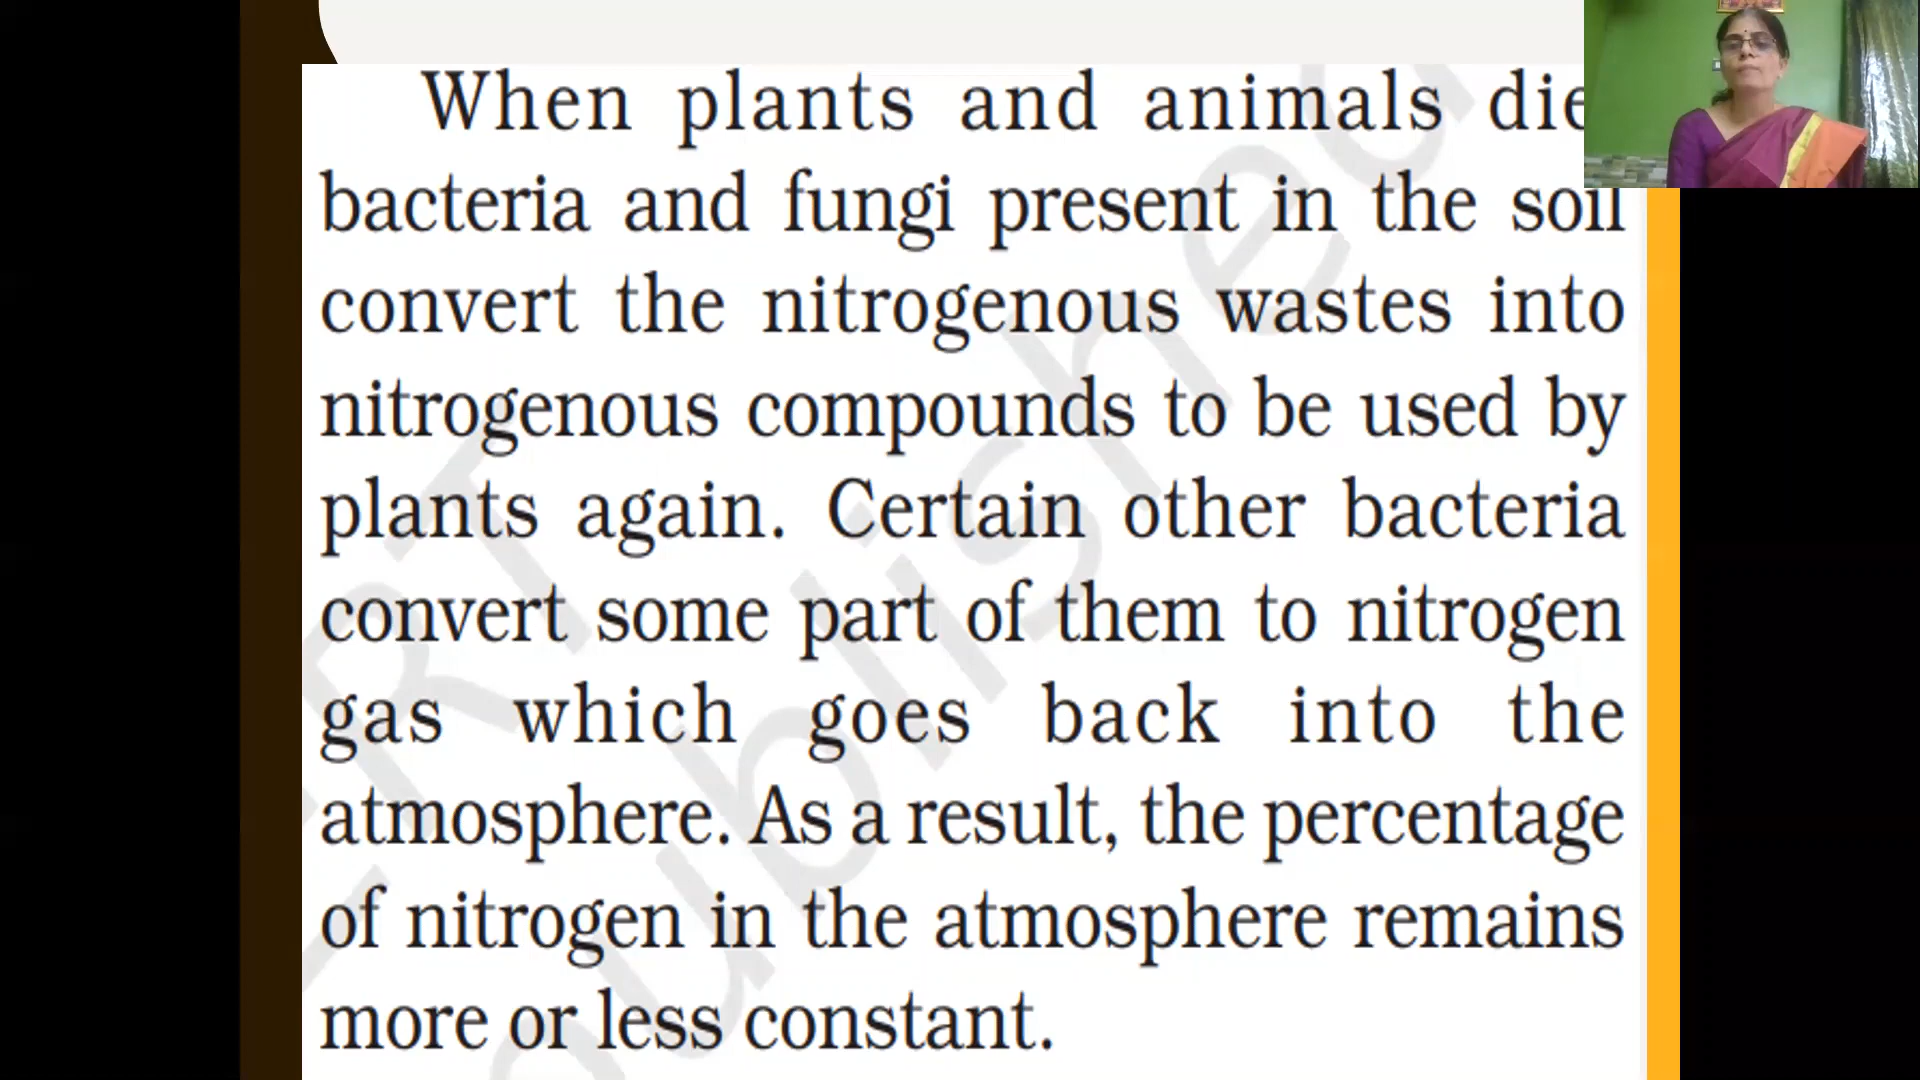 When plants and animals die
bacteria and fungi present in the soil
convert the nitrogenous wastes into
nitrogenous compounds to be used by
plants again. Certain other bacteria
convert some part of them to nitrogen
gas which goes back into the
atmosphere. As a result, the percentage
of nitrogen in the atmosphere remains
more or less constant.